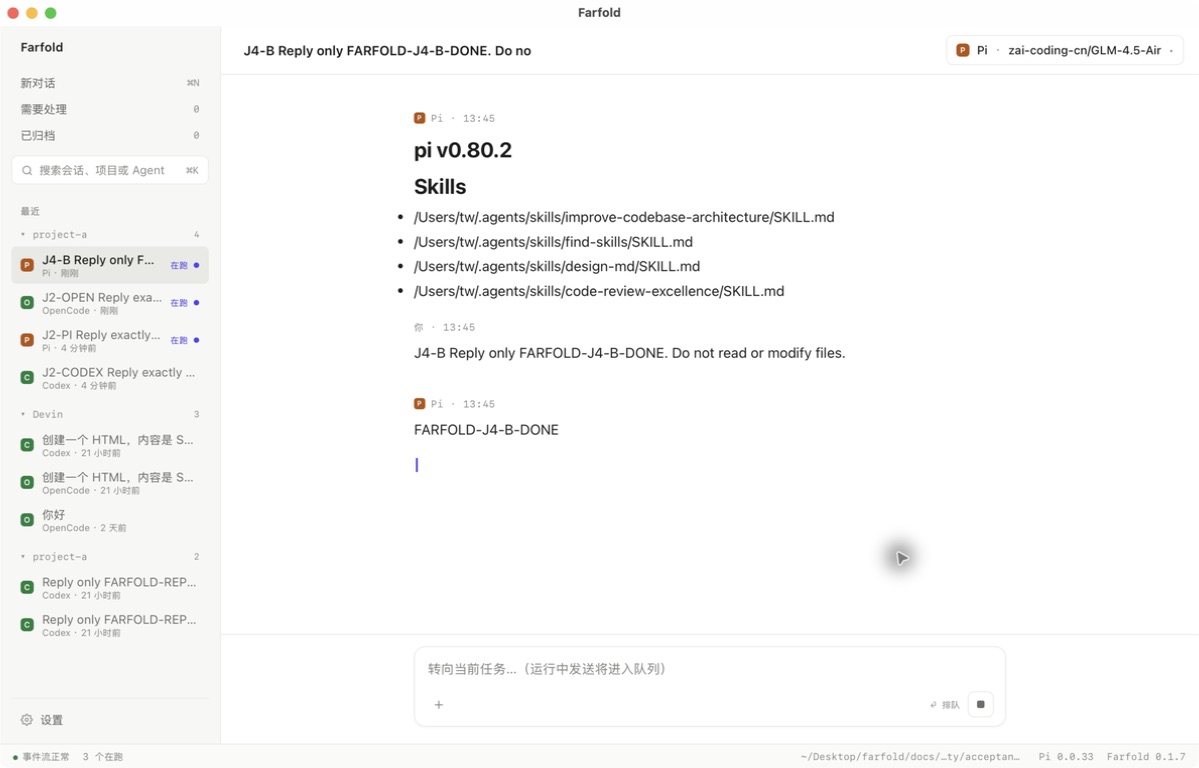 Farfold
Farfold
新对话 ⌘N
需要处理 0
已归档 0
搜索会话、项目或 Agent ⌘K
最近
project-a 4
P J4-B Reply only F... 在跑
Pi · 刚刚
O J2-OPEN Reply exa... 在跑
OpenCode · 刚刚
P J2-PI Reply exactly... 在跑
Pi · 4 分钟前
C J2-CODEX Reply exactly ...
Codex · 4 分钟前
Devin 3
C 创建一个 HTML，内容是 S...
Codex · 21 小时前
O 创建一个 HTML，内容是 S...
OpenCode · 21 小时前
O 你好
OpenCode · 2 天前
project-a 2
C Reply only FARFOLD-REP...
Codex · 21 小时前
C Reply only FARFOLD-REP...
Codex · 21 小时前
设置
J4-B Reply only FARFOLD-J4-B-DONE. Do no
P Pi · zai-coding-cn/GLM-4.5-Air
P Pi · 13:45
pi v0.80.2
Skills
• /Users/tw/.agents/skills/improve-codebase-architecture/SKILL.md
• /Users/tw/.agents/skills/find-skills/SKILL.md
• /Users/tw/.agents/skills/design-md/SKILL.md
• /Users/tw/.agents/skills/code-review-excellence/SKILL.md
你 · 13:45
J4-B Reply only FARFOLD-J4-B-DONE. Do not read or modify files.
P Pi · 13:45
FARFOLD-J4-B-DONE
转向当前任务...（运行中发送将进入队列）
+ ⏎ 排队
事件流正常 3 个在跑
~/Desktop/farfold/docs/…ty/acceptan… Pi 0.0.33 Farfold 0.1.7